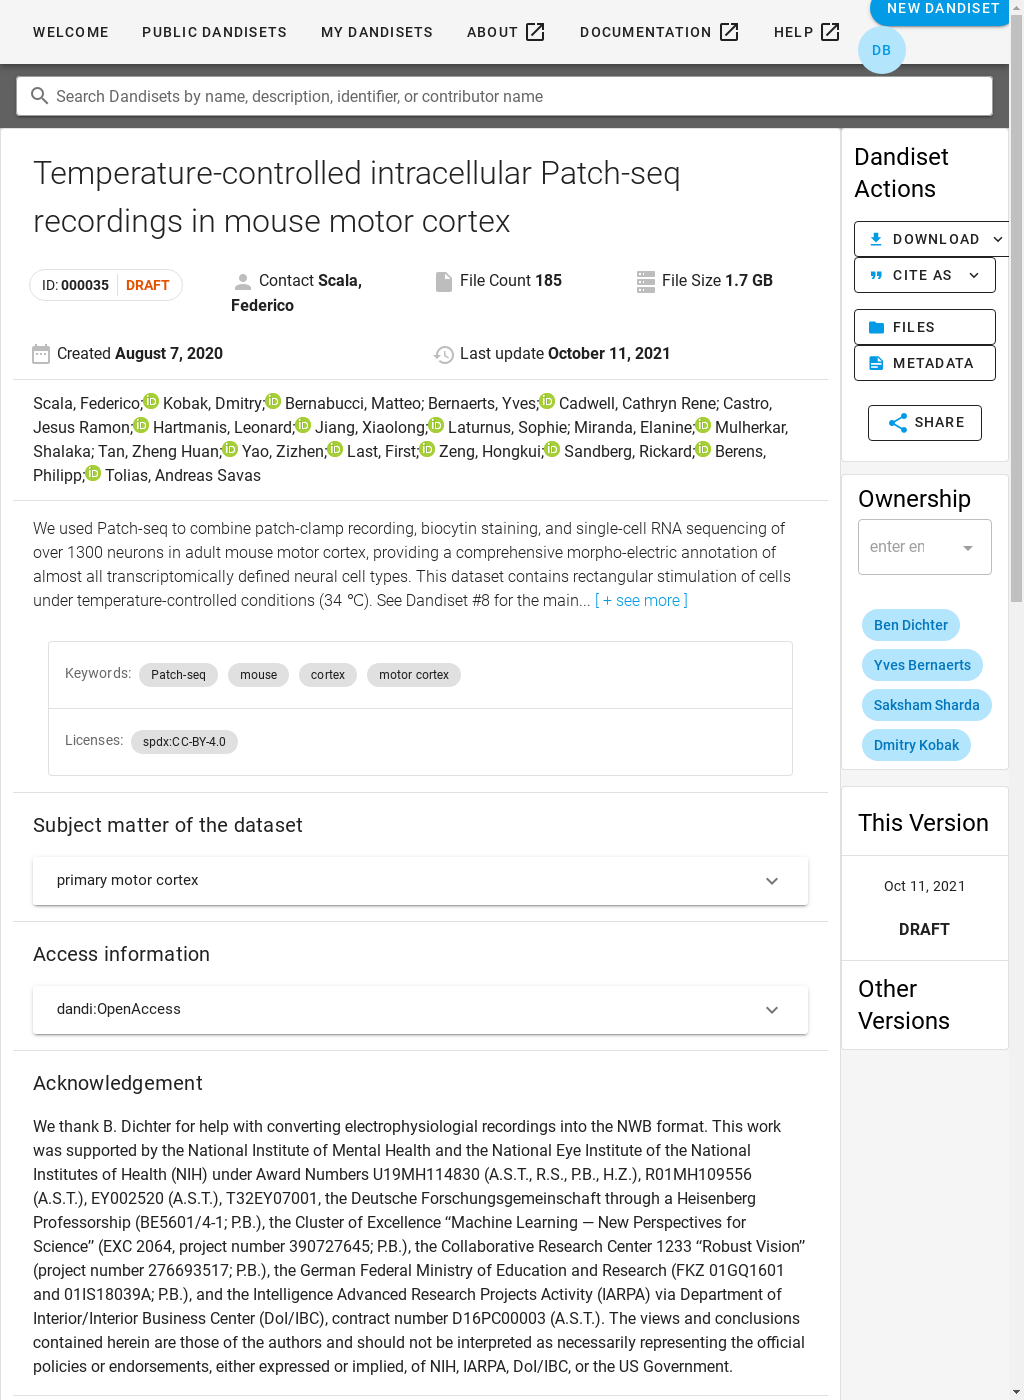 WELCOME PUBLIC DANDISETS MY DANDISETS ABOUT DOCUMENTATION HELP NEW DANDISET
DB
Search Dandisets by name, description, identifier, or contributor name
Temperature-controlled intracellular Patch-seq
recordings in mouse motor cortex
ID: 000035 DRAFT
Contact Scala,
Federico
File Count 185
File Size 1.7 GB
Created August 7, 2020
Last update October 11, 2021
Scala, Federico; iD Kobak, Dmitry; iD Bernabucci, Matteo; Bernaerts, Yves; iD Cadwell, Cathryn Rene; Castro,
Jesus Ramon; iD Hartmanis, Leonard; iD Jiang, Xiaolong; iD Laturnus, Sophie; Miranda, Elanine; iD Mulherkar,
Shalaka; Tan, Zheng Huan; iD Yao, Zizhen; iD Last, First; iD Zeng, Hongkui; iD Sandberg, Rickard; iD Berens,
Philipp; iD Tolias, Andreas Savas
We used Patch-seq to combine patch-clamp recording, biocytin staining, and single-cell RNA sequencing of
over 1300 neurons in adult mouse motor cortex, providing a comprehensive morpho-electric annotation of
almost all transcriptomically defined neural cell types. This dataset contains rectangular stimulation of cells
under temperature-controlled conditions (34 ℃). See Dandiset #8 for the main... [ + see more ]
Keywords: Patch-seq mouse cortex motor cortex
Licenses: spdx:CC-BY-4.0
Subject matter of the dataset
primary motor cortex
Access information
dandi:OpenAccess
Acknowledgement
We thank B. Dichter for help with converting electrophysiologial recordings into the NWB format. This work
was supported by the National Institute of Mental Health and the National Eye Institute of the National
Institutes of Health (NIH) under Award Numbers U19MH114830 (A.S.T., R.S., P.B., H.Z.), R01MH109556
(A.S.T.), EY002520 (A.S.T.), T32EY07001, the Deutsche Forschungsgemeinschaft through a Heisenberg
Professorship (BE5601/4-1; P.B.), the Cluster of Excellence “Machine Learning — New Perspectives for
Science” (EXC 2064, project number 390727645; P.B.), the Collaborative Research Center 1233 “Robust Vision”
(project number 276693517; P.B.), the German Federal Ministry of Education and Research (FKZ 01GQ1601
and 01IS18039A; P.B.), and the Intelligence Advanced Research Projects Activity (IARPA) via Department of
Interior/Interior Business Center (DoI/IBC), contract number D16PC00003 (A.S.T.). The views and conclusions
contained herein are those of the authors and should not be interpreted as necessarily representing the official
policies or endorsements, either expressed or implied, of NIH, IARPA, DoI/IBC, or the US Government.
Dandiset
Actions
DOWNLOAD
CITE AS
FILES
METADATA
SHARE
Ownership
enter en
Ben Dichter
Yves Bernaerts
Saksham Sharda
Dmitry Kobak
This Version
Oct 11, 2021
DRAFT
Other
Versions